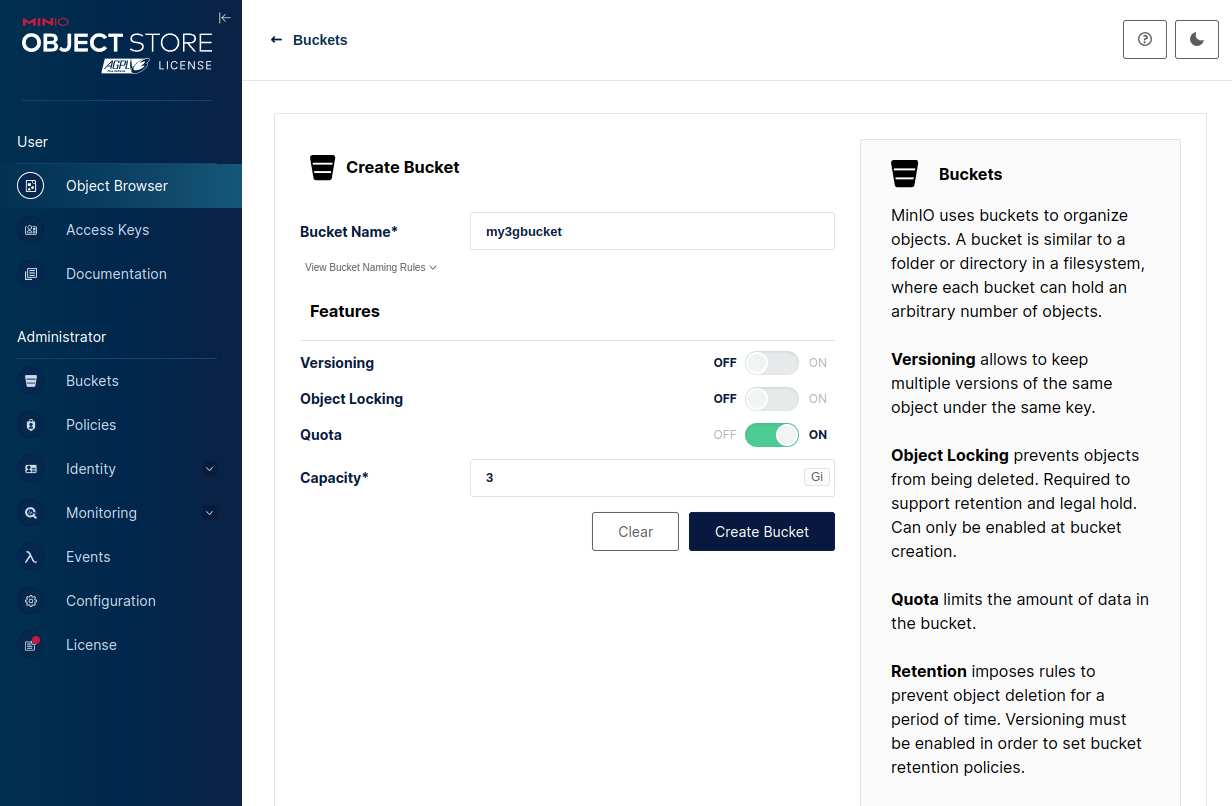 MINIO
OBJECT STORE
AGPLv3 LICENSE
User
Object Browser
Access Keys
Documentation
Administrator
Buckets
Policies
Identity
Monitoring
Events
Configuration
License
← Buckets
Create Bucket
Bucket Name* my3gbucket
View Bucket Naming Rules
Features
Versioning OFF ON
Object Locking OFF ON
Quota OFF ON
Capacity* 3 Gi
Clear Create Bucket
Buckets
MinIO uses buckets to organize
objects. A bucket is similar to a
folder or directory in a filesystem,
where each bucket can hold an
arbitrary number of objects.
Versioning allows to keep
multiple versions of the same
object under the same key.
Object Locking prevents objects
from being deleted. Required to
support retention and legal hold.
Can only be enabled at bucket
creation.
Quota limits the amount of data in
the bucket.
Retention imposes rules to
prevent object deletion for a
period of time. Versioning must
be enabled in order to set bucket
retention policies.